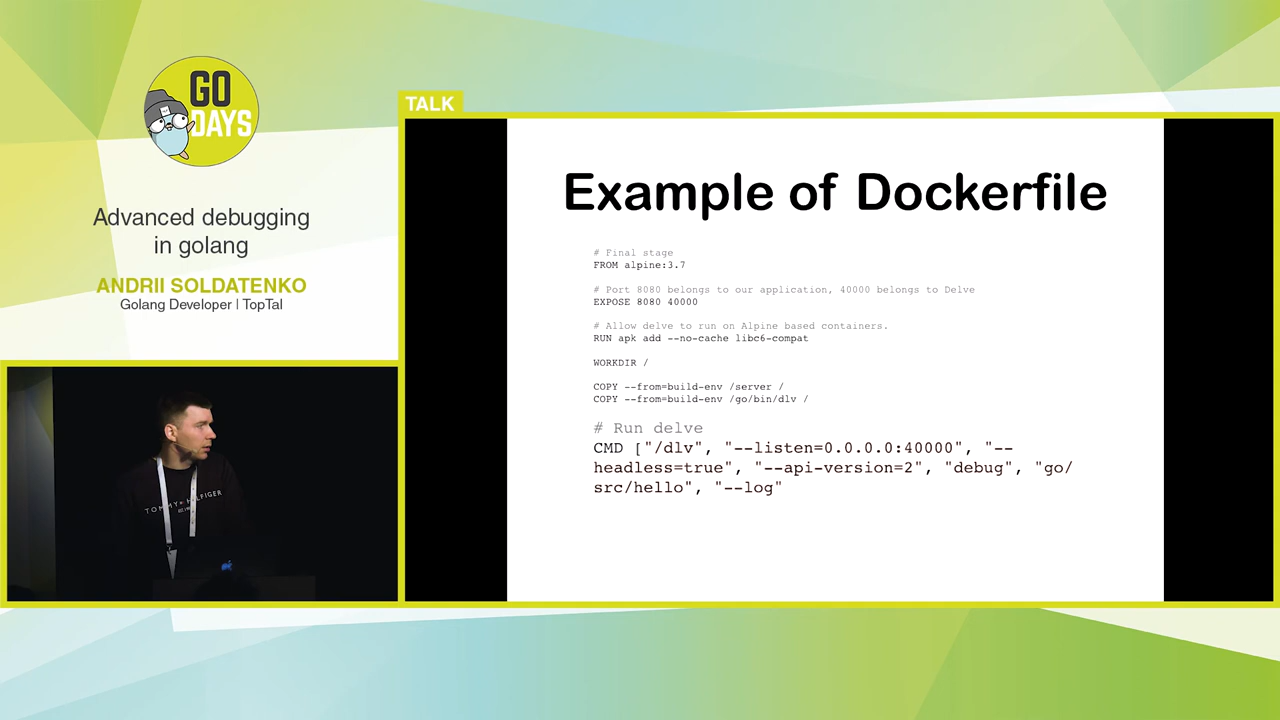 GO
DAYS
Advanced debugging
in golang
ANDRII SOLDATENKO
Golang Developer | TopTal
TALK
Example of Dockerfile
# Final stage
FROM alpine:3.7
# Port 8080 belongs to our application, 40000 belongs to Delve
EXPOSE 8080 40000
# Allow delve to run on Alpine based containers.
RUN apk add --no-cache libc6-compat
WORKDIR /
COPY --from=build-env /server /
COPY --from=build-env /go/bin/dlv /
# Run delve
CMD ["/dlv", "--listen=0.0.0.0:40000", "--
headless=true", "--api-version=2", "debug", "go/
src/hello", "--log"
TOMMY HILFIGER